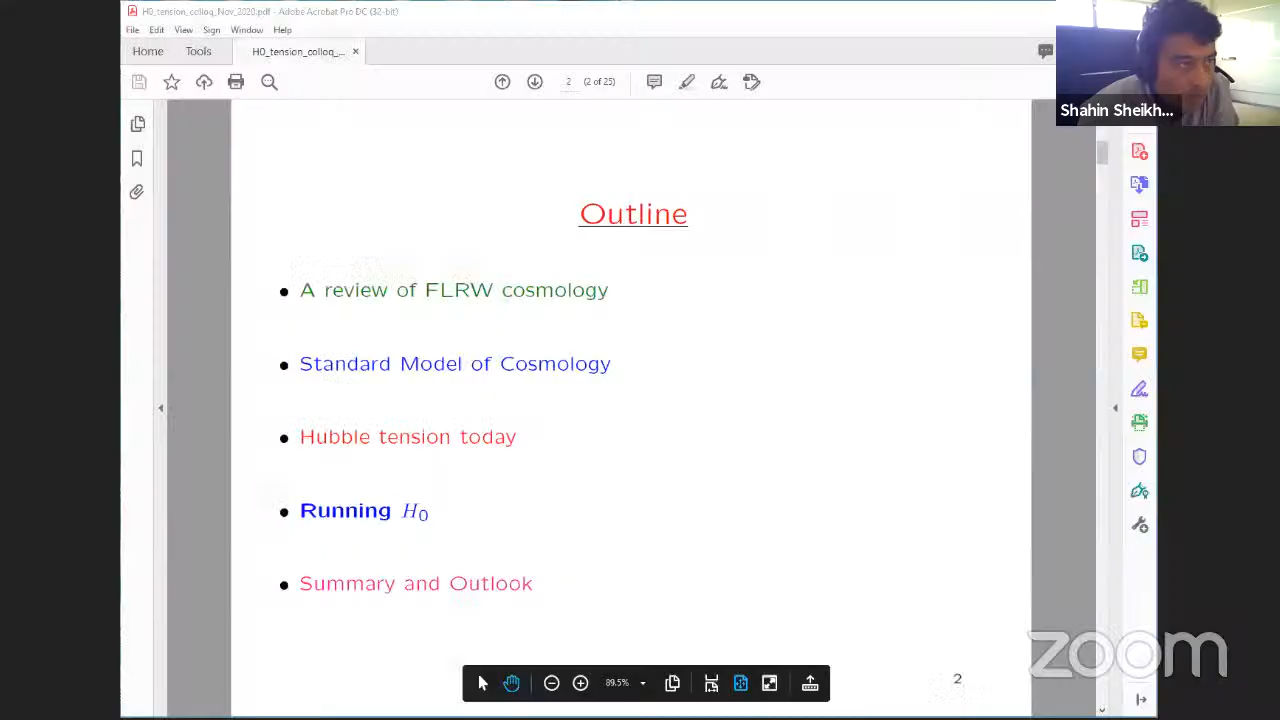 H0_tension_colloq_Nov_2020.pdf - Adobe Acrobat Pro DC (32-bit)
File Edit View Sign Window Help
Home Tools H0_tension_colloq_... ×
2 (2 of 25)
Shahin Sheikh...
Outline
• A review of FLRW cosmology
• Standard Model of Cosmology
• Hubble tension today
• Running H₀
• Summary and Outlook
89.5%
2
zoom